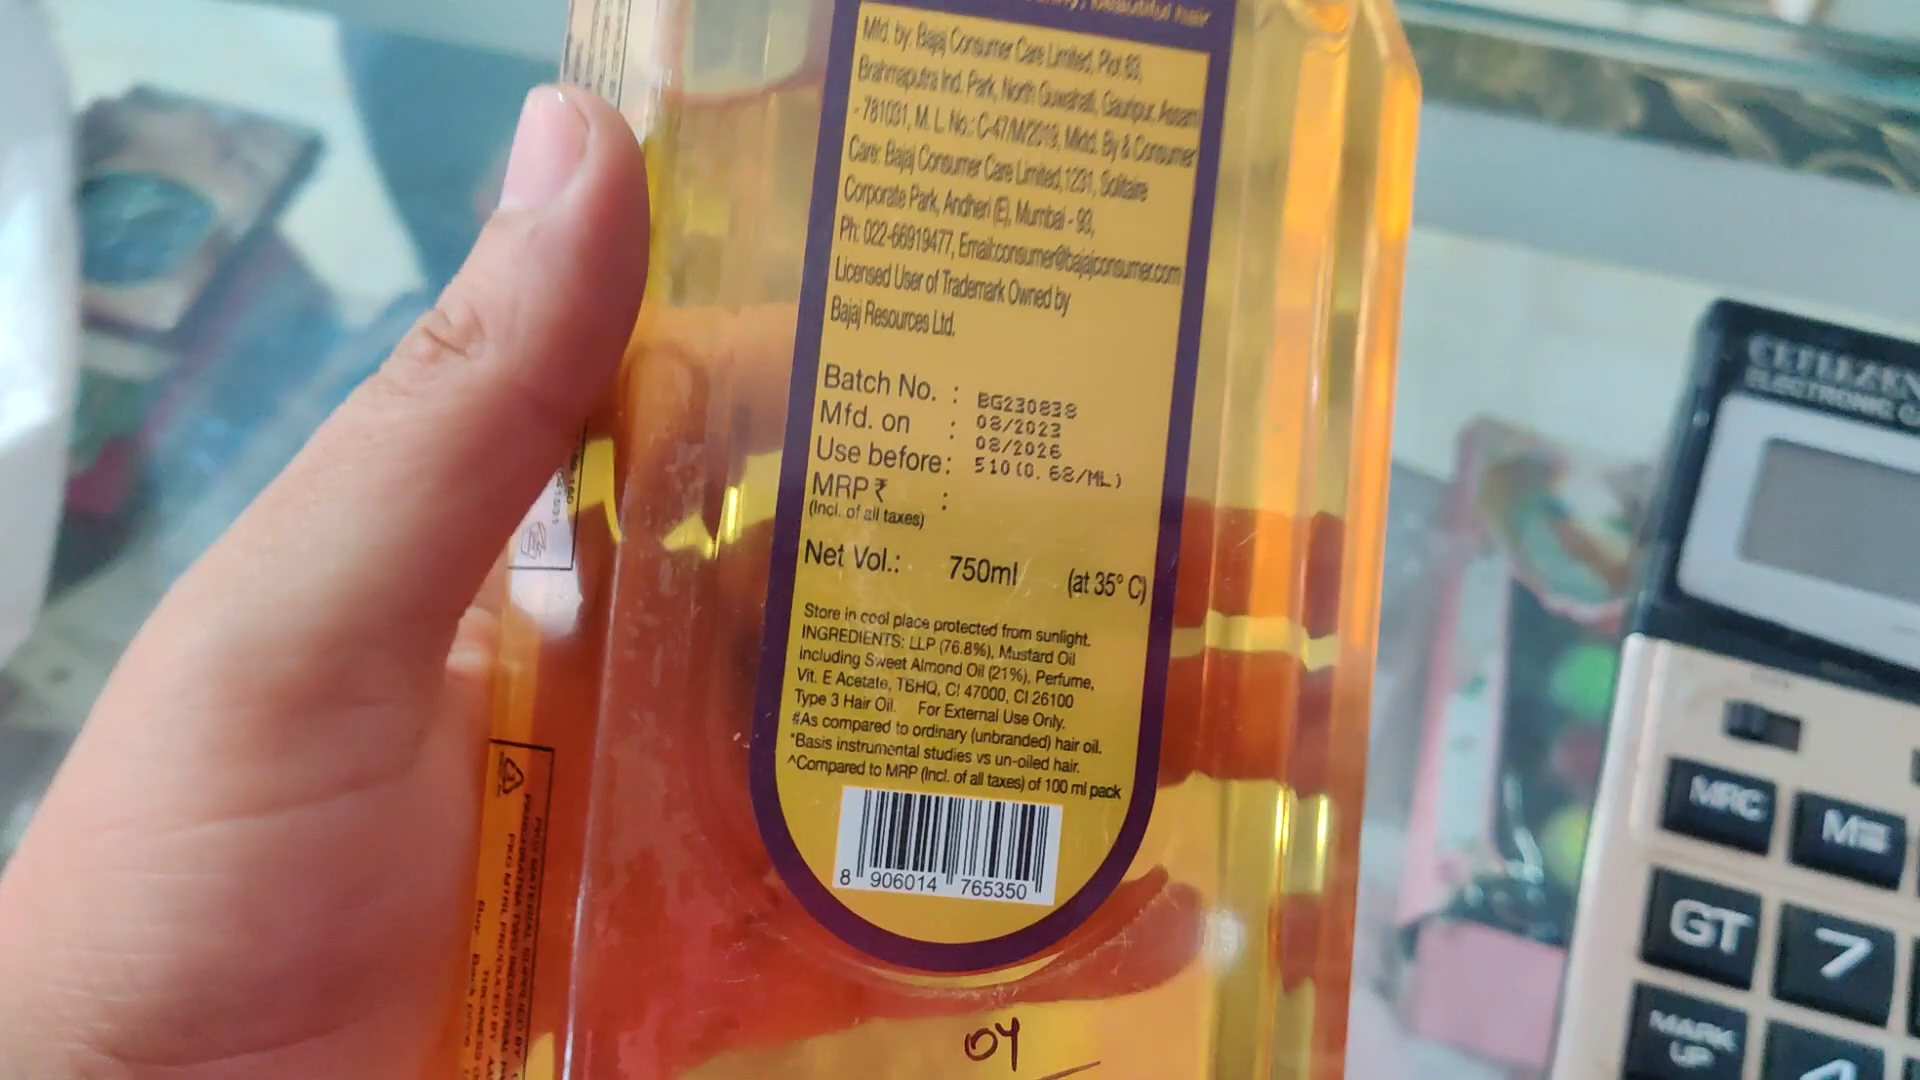 beautiful hair
Mfd. by: Bajaj Consumer Care Limited, Plot 63,
Brahmaputra Ind. Park, North Guwahati, Gauripur, Assam
- 781031, M. L. No.: C-47/M/2019, Mktd. By & Consumer
Care: Bajaj Consumer Care Limited, 1231, Solitaire
Corporate Park, Andheri (E), Mumbai - 93,
Ph: 022-66919477, Email:consumer@bajajconsumer.com
Licensed User of Trademark Owned by
Bajaj Resources Ltd.
Batch No. : BG230838
Mfd. on : 08/2023
Use before: 08/2026
MRP ₹ : 510(0.68/ML)
(Incl. of all taxes)
Net Vol.: 750ml (at 35° C)
Store in cool place protected from sunlight.
INGREDIENTS: LLP (76.8%), Mustard Oil
including Sweet Almond Oil (21%), Perfume,
Vit. E Acetate, TBHQ, CI 47000, CI 26100
Type 3 Hair Oil. For External Use Only.
#As compared to ordinary (unbranded) hair oil.
*Basis instrumental studies vs un-oiled hair.
^Compared to MRP (Incl. of all taxes) of 100 ml pack
8 906014 765350
04
CITIZEN
ELECTRONIC
MRC
GT
7
MARK
UP
4